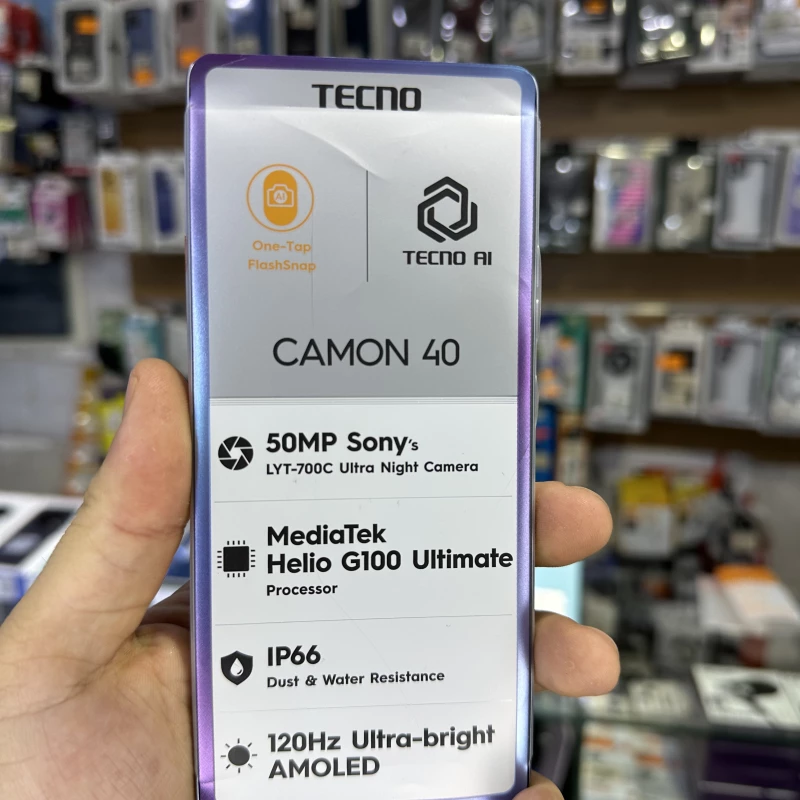 TECNO
AI
One-Tap
FlashSnap
TECNO AI
CAMON 40
50MP Sony's
LYT-700C Ultra Night Camera
MediaTek
Helio G100 Ultimate
Processor
IP66
Dust & Water Resistance
120Hz Ultra-bright
AMOLED